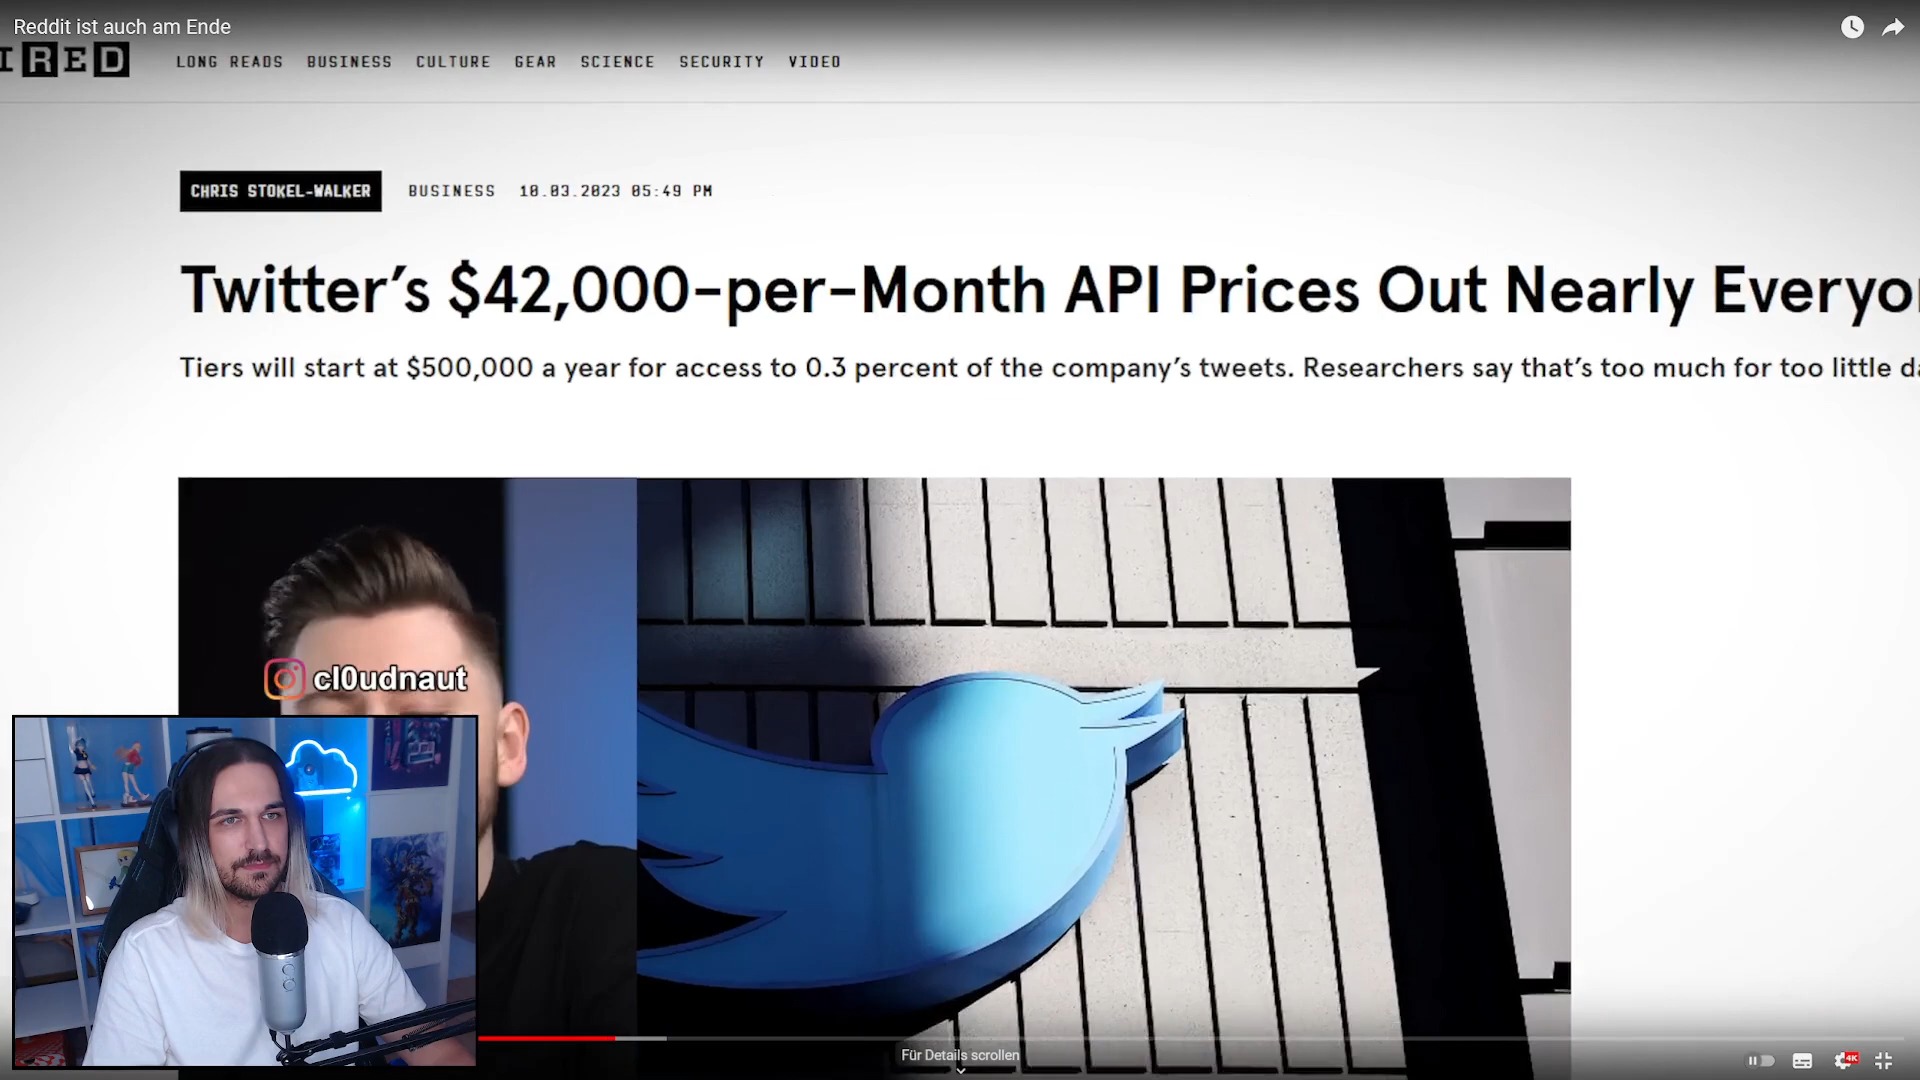 Reddit ist auch am Ende
IRED
LONG READS BUSINESS CULTURE GEAR SCIENCE SECURITY VIDEO
CHRIS STOKEL-WALKER BUSINESS 10.03.2023 05:49 PM
Twitter’s $42,000-per-Month API Prices Out Nearly Everyo
Tiers will start at $500,000 a year for access to 0.3 percent of the company’s tweets. Researchers say that’s too much for too little da
cl0udnaut
Für Details scrollen
4K